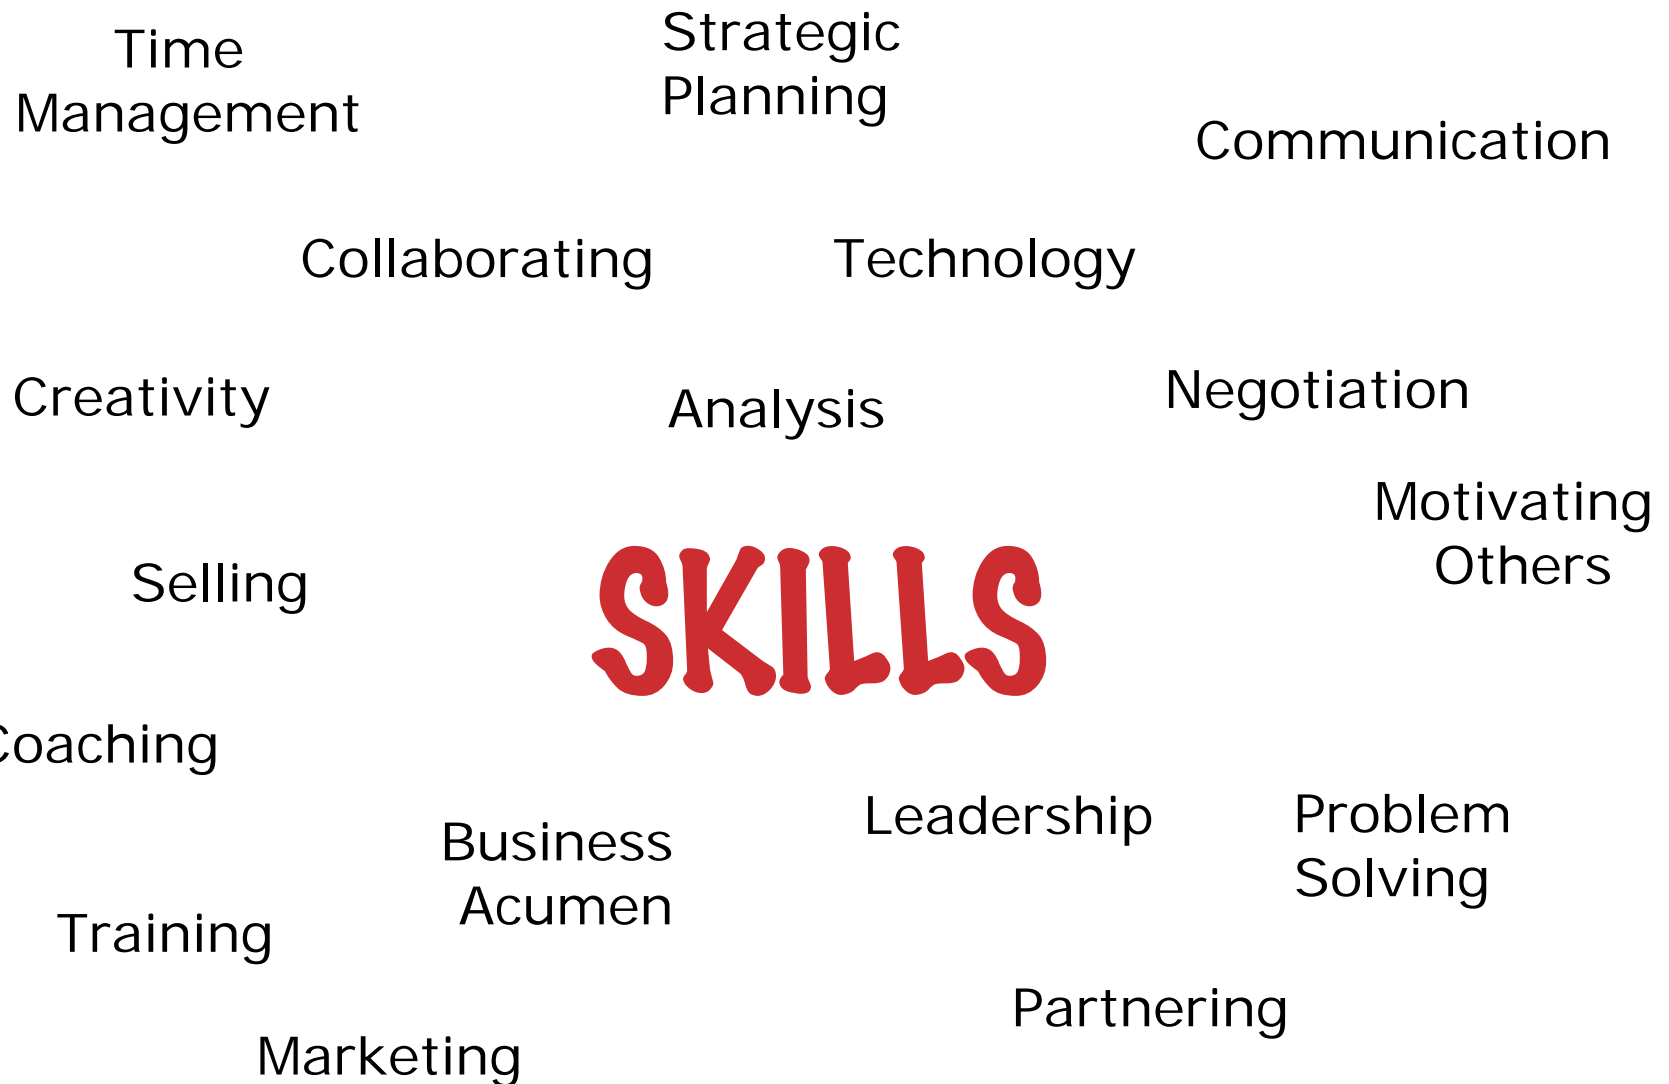 Time
Management
Strategic
Planning
Communication
Collaborating
Technology
Creativity
Analysis
Negotiation
Motivating
Others
Selling
SKILLS
Coaching
Leadership
Problem
Solving
Business
Acumen
Training
Partnering
Marketing